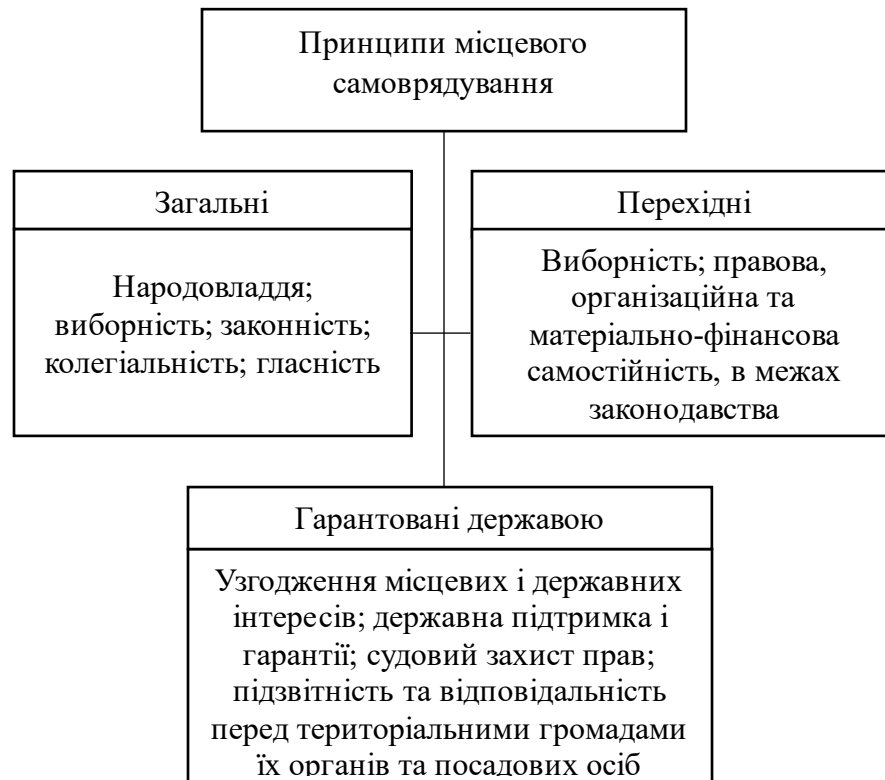 Принципи місцевого
самоврядування
Загальні
Народовладдя;
виборність; законність;
колегіальність; гласність
Перехідні
Виборність; правова,
організаційна та
матеріально-фінансова
самостійність, в межах
законодавства
Гарантовані державою
Узгодження місцевих і державних
інтересів; державна підтримка і
гарантії; судовий захист прав;
підзвітність та відповідальність
перед територіальними громадами
їх органів та посадових осіб